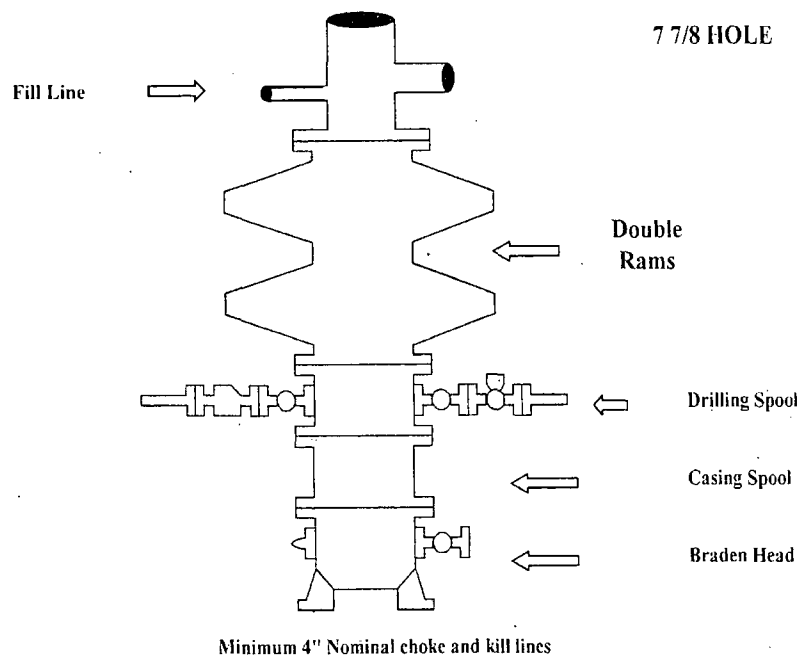 7 7/8 HOLE
Fill Line
Double
Rams
Drilling Spool
Casing Spool
Braden Head
Minimum 4" Nominal choke and kill lines